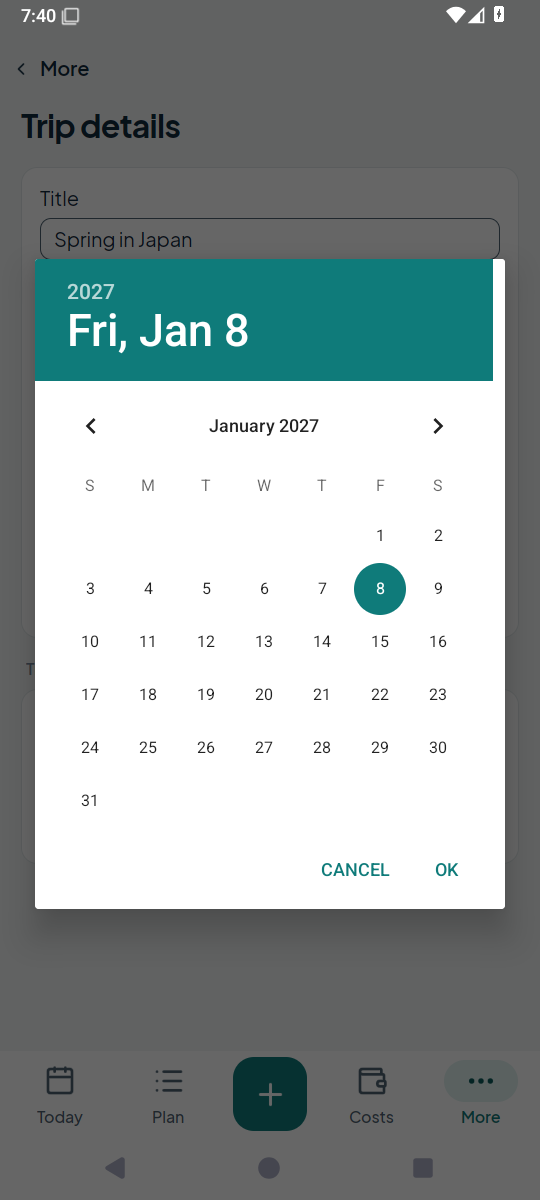 7:40
More
Trip details
Title
Spring in Japan
2027
Fri, Jan 8
January 2027
S M T W T F S
1 2
3 4 5 6 7 8 9
10 11 12 13 14 15 16
17 18 19 20 21 22 23
24 25 26 27 28 29 30
31
T
CANCEL OK
Today Plan Costs More